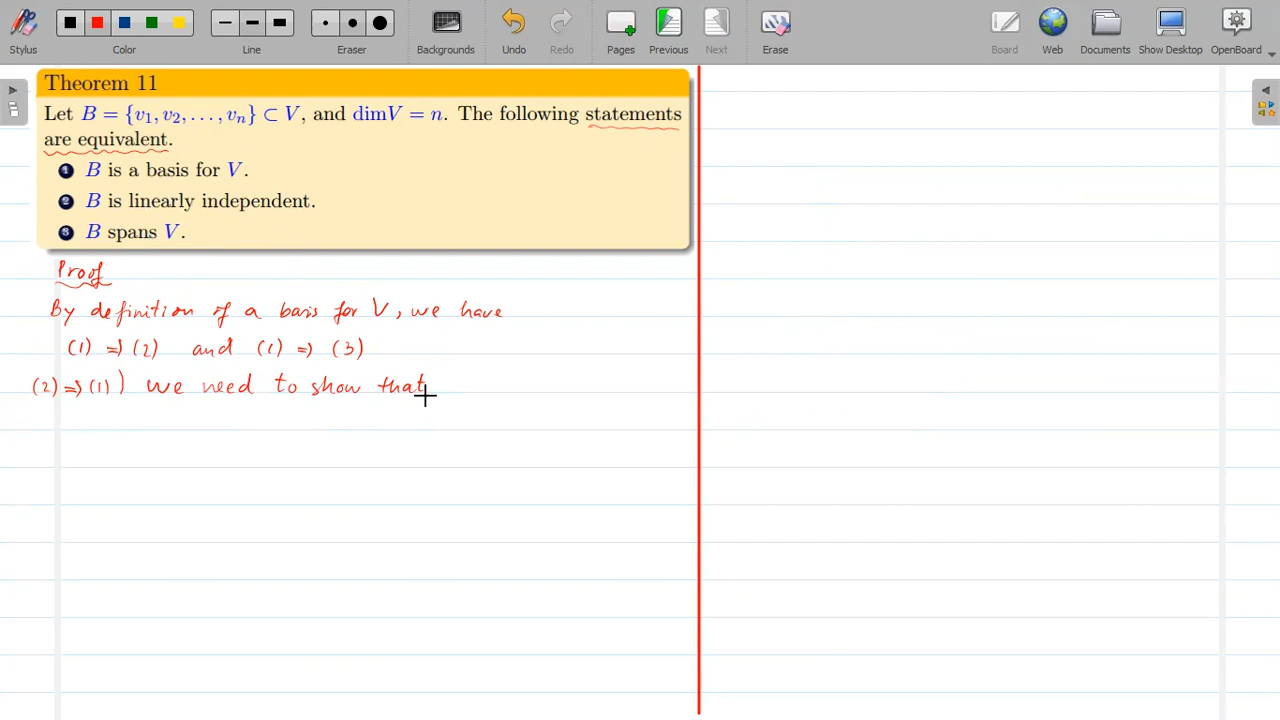 Stylus
Color
Line
Eraser
Backgrounds
Undo
Redo
Pages
Previous
Next
Erase
Board
Web
Documents
Show Desktop
OpenBoard
Theorem 11
Let B = {v₁, v₂, . . . , vₙ} ⊂ V, and dimV = n. The following statements
are equivalent.
1 B is a basis for V.
2 B is linearly independent.
3 B spans V.
Proof
By definition of a basis for V, we have
(1) ⇒ (2) and (1) ⇒ (3)
(2) ⇒ (1) ) we need to show that